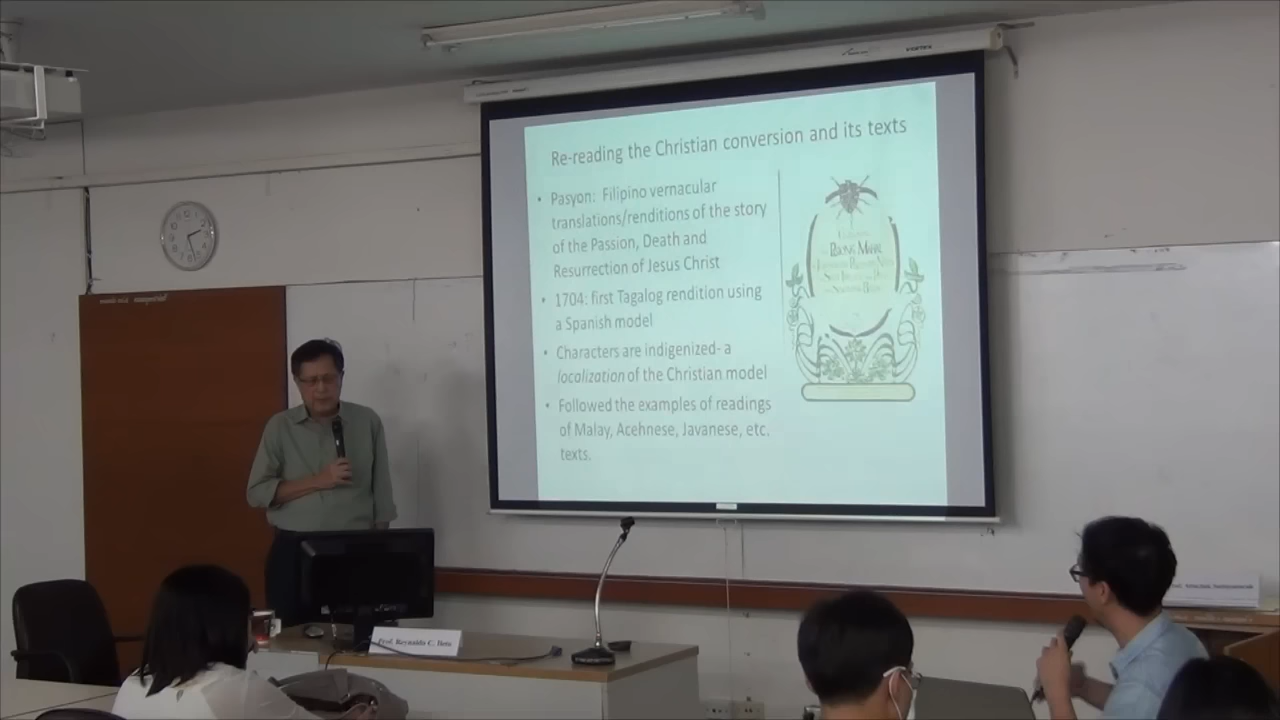 VERTEX
Re-reading the Christian conversion and its texts
• Pasyon: Filipino vernacular
translations/renditions of the story
of the Passion, Death and
Resurrection of Jesus Christ
• 1704: first Tagalog rendition using
a Spanish model
• Characters are indigenized- a
localization of the Christian model
• Followed the examples of readings
of Malay, Acehnese, Javanese, etc.
texts.
Prof. Reynaldo C. Ileto